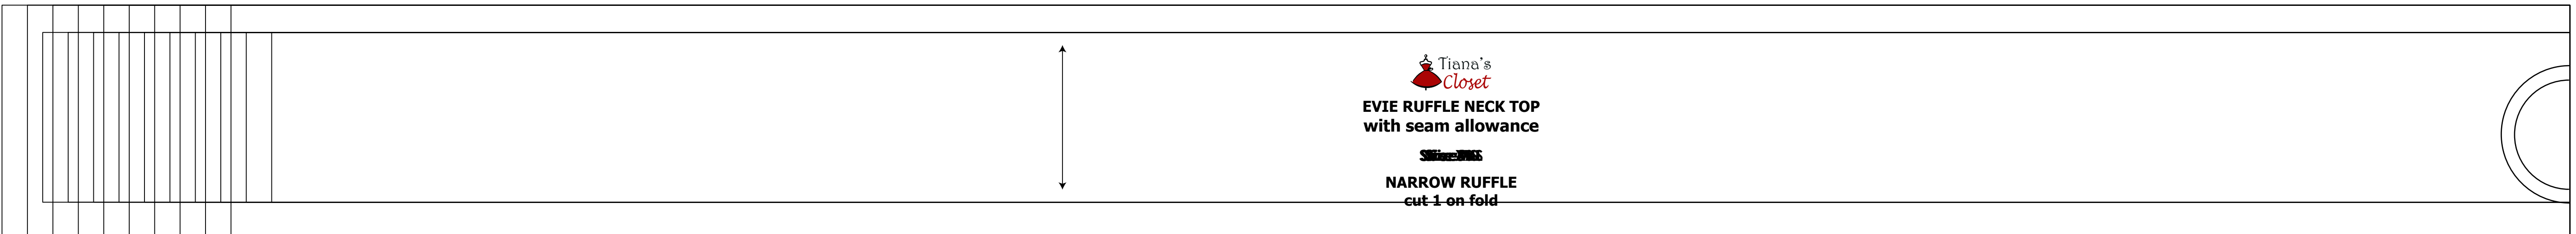 Tiana's
Closet
EVIE RUFFLE NECK TOP
with seam allowance
NARROW RUFFLE
cut 1 on fold